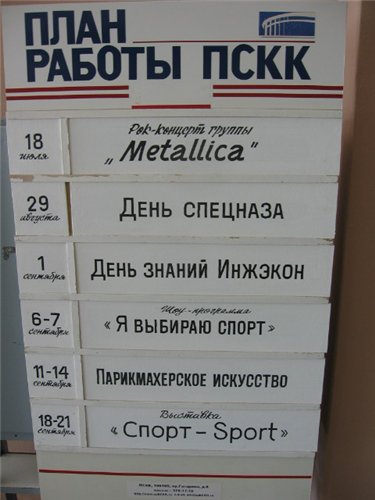 ПЛАН
РАБОТЫ ПСКК
18
июля
Рок-концерт группы
„Metallica"
29
августа
День спецназа
1
сентября
День знаний Инжэкон
6-7
сентября
Шоу-программа
«Я выбираю спорт»
11-14
сентября
Парикмахерское искусство
18-21
сентября
Выставка
«Спорт-Sport»